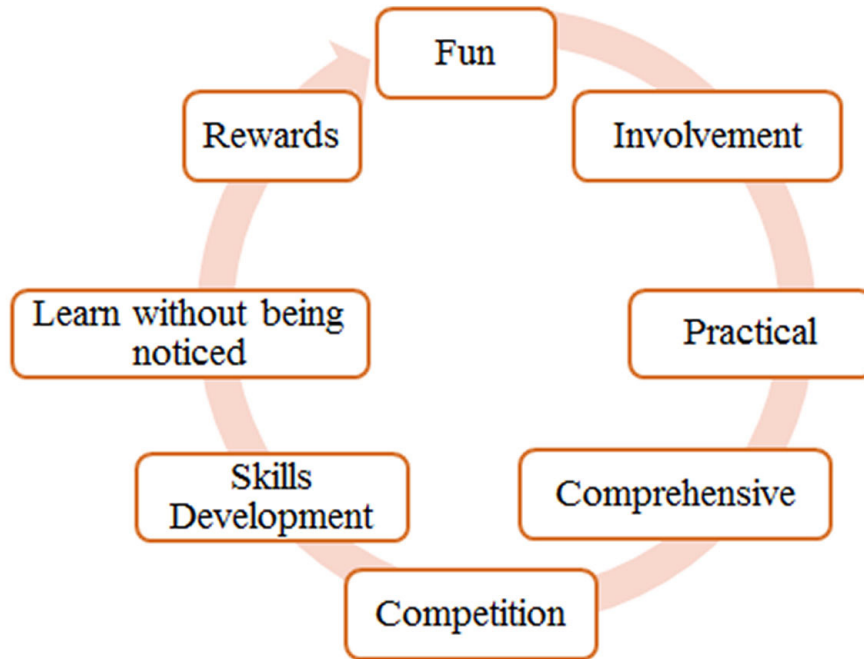 Fun
Involvement
Practical
Comprehensive
Competition
Skills
Development
Learn without being
noticed
Rewards